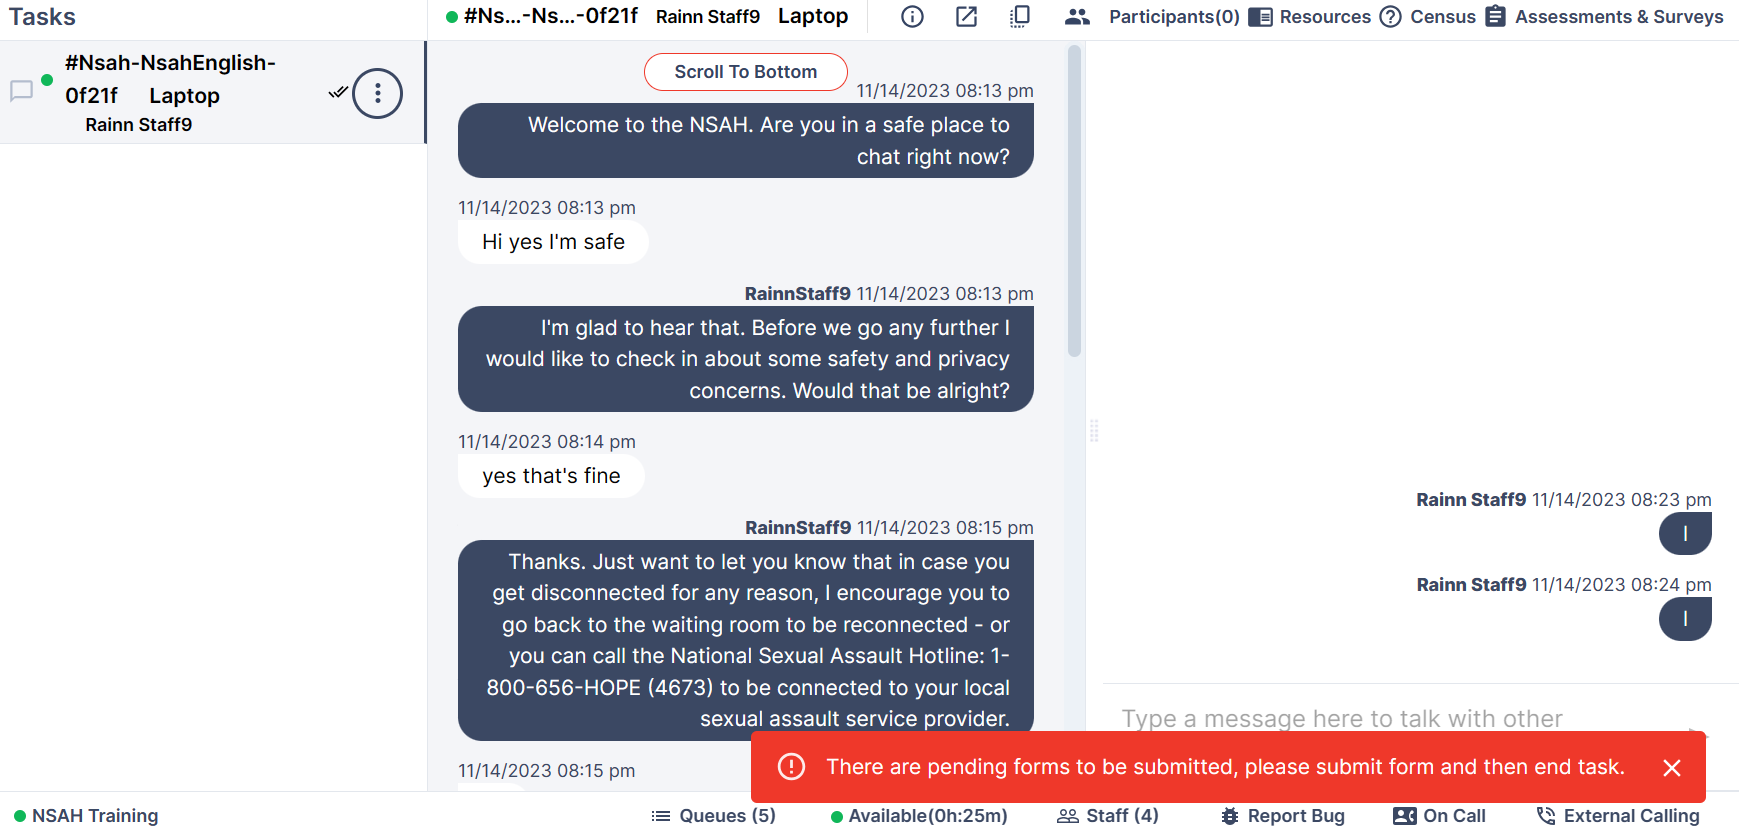 Tasks
#Ns...-Ns...-0f21f Rainn Staff9 Laptop
Participants(0) Resources Census Assessments & Surveys
#Nsah-NsahEnglish-
0f21f Laptop
Rainn Staff9
Scroll To Bottom
11/14/2023 08:13 pm
Welcome to the NSAH. Are you in a safe place to
chat right now?
11/14/2023 08:13 pm
Hi yes I'm safe
RainnStaff9 11/14/2023 08:13 pm
I'm glad to hear that. Before we go any further I
would like to check in about some safety and privacy
concerns. Would that be alright?
11/14/2023 08:14 pm
yes that's fine
RainnStaff9 11/14/2023 08:15 pm
Thanks. Just want to let you know that in case you
get disconnected for any reason, I encourage you to
go back to the waiting room to be reconnected - or
you can call the National Sexual Assault Hotline: 1-
800-656-HOPE (4673) to be connected to your local
sexual assault service provider.
11/14/2023 08:15 pm
Rainn Staff9 11/14/2023 08:23 pm
I
Rainn Staff9 11/14/2023 08:24 pm
I
Type a message here to talk with other
There are pending forms to be submitted, please submit form and then end task.
NSAH Training
Queues (5) Available(0h:25m) Staff (4) Report Bug On Call External Calling